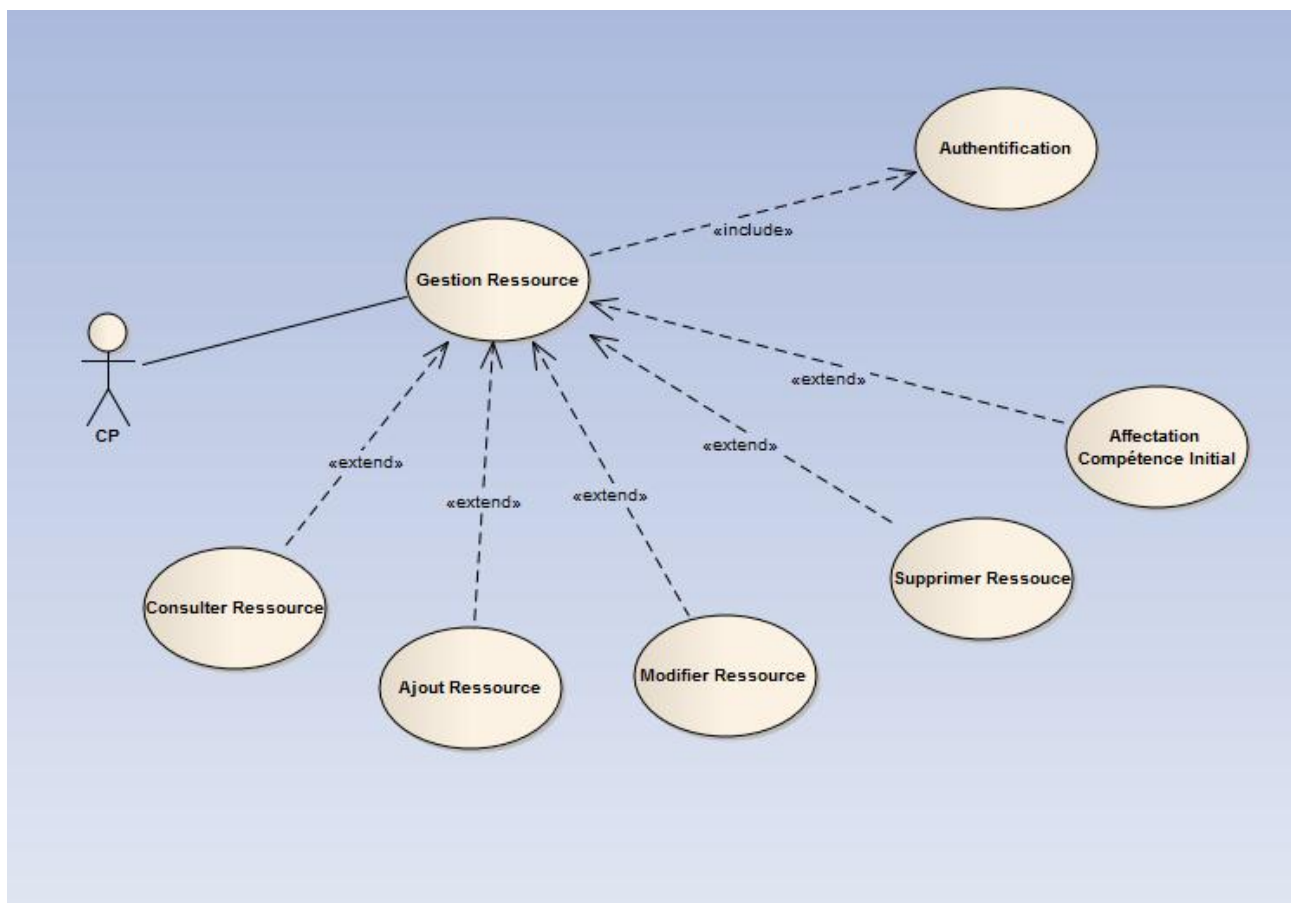 Authentification
«include»
Gestion Ressource
«extend»
CP
Affectation
Compétence Initial
«extend»
«extend»
«extend»
«extend»
Supprimer Ressouce
Consulter Ressource
Modifier Ressource
Ajout Ressource